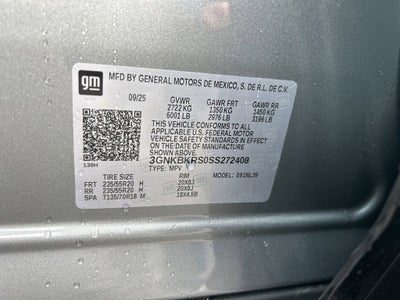 gm
MFD BY GENERAL MOTORS DE MEXICO, S. DE R.L. DE C.V.
09/25 GVWR GAWR FRT GAWR RR
2722 KG 1350 KG 1450 KG
6001 LB 2976 LB 3196 LB
THIS VEHICLE CONFORMS TO ALL APPLICABLE
U.S. FEDERAL MOTOR VEHICLE SAFETY AND
THEFT PREVENTION STANDARDS IN EFFECT ON
THE DATE OF MANUFACTURE SHOWN ABOVE.
3GNKBKRS0SS272408
TYPE: MPV MODEL:
TIRE SIZE RIM
FRT 235/55R20 H 20X8J
RR 235/55R20 H 20X8J
SPA T135/70R18 M 18X4.5B